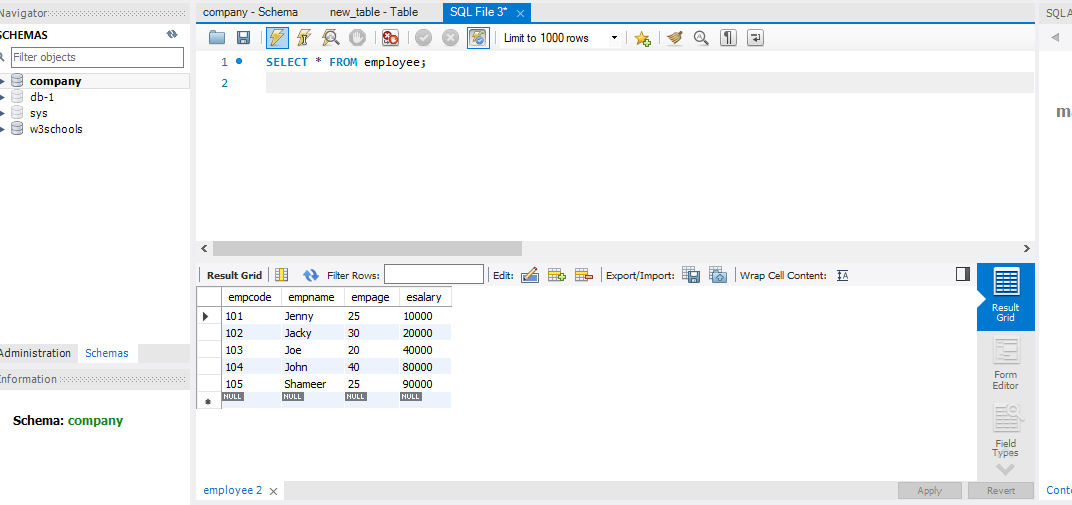 Navigator
SCHEMAS
Filter objects
company
db-1
sys
w3schools
Administration Schemas
Information
Schema: company
company - Schema new_table - Table SQL File 3* ×
Limit to 1000 rows
1 SELECT * FROM employee;
2
Result Grid Filter Rows: Edit: Export/Import: Wrap Cell Content:
empcode empname empage esalary
101 Jenny 25 10000
102 Jacky 30 20000
103 Joe 20 40000
104 John 40 80000
105 Shameer 25 90000
NULL NULL NULL NULL
Result
Grid
Form
Editor
Field
Types
employee 2 ×
Apply Revert
SQLA
ma
Conte